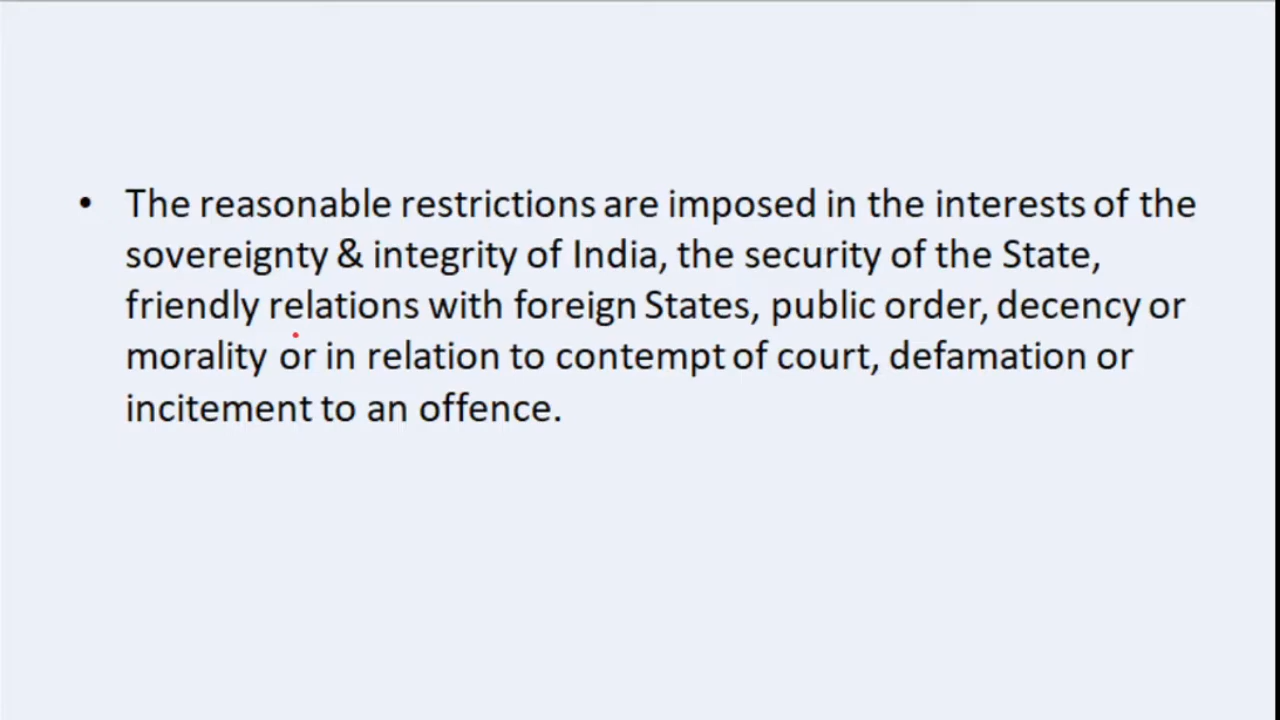 • The reasonable restrictions are imposed in the interests of the
sovereignty & integrity of India, the security of the State,
friendly relations with foreign States, public order, decency or
morality or in relation to contempt of court, defamation or
incitement to an offence.